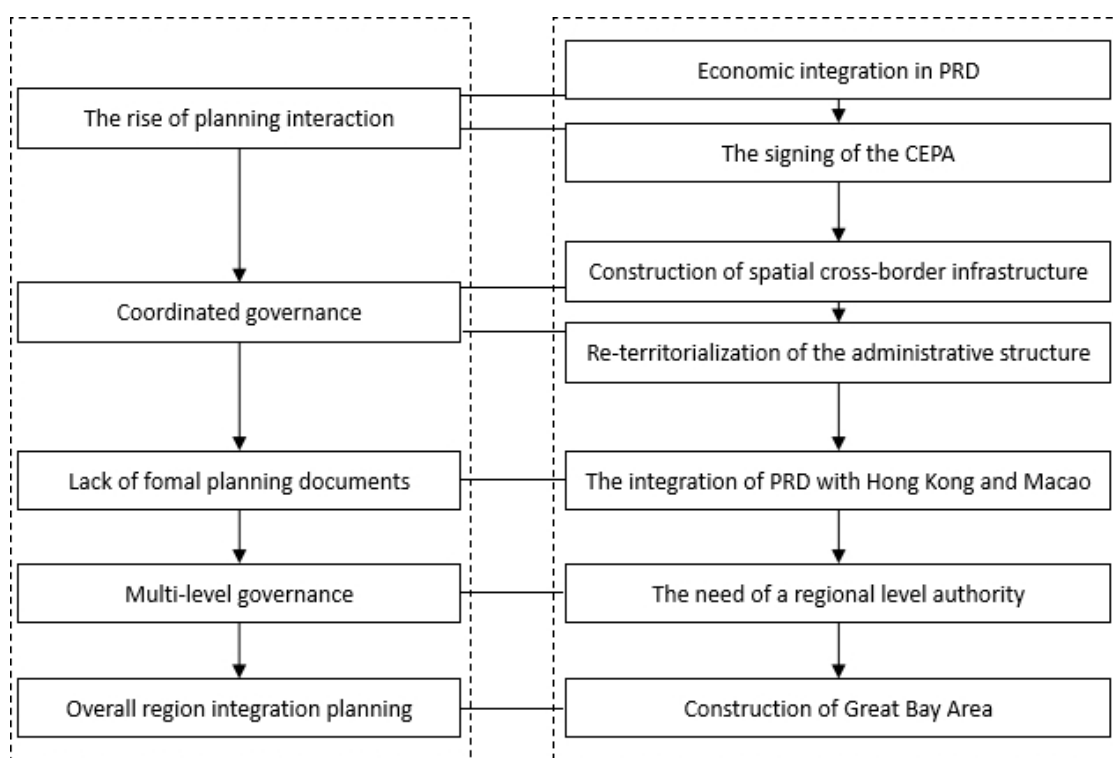 Economic integration in PRD
The rise of planning interaction
The signing of the CEPA
Construction of spatial cross-border infrastructure
Coordinated governance
Re-territorialization of the administrative structure
Lack of fomal planning documents
The integration of PRD with Hong Kong and Macao
Multi-level governance
The need of a regional level authority
Overall region integration planning
Construction of Great Bay Area